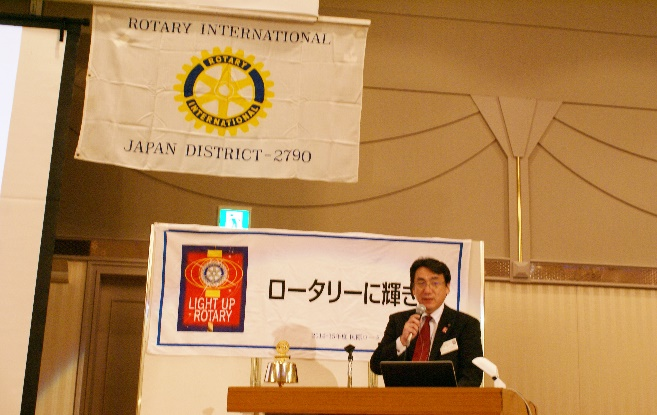 ROTARY INTERNATIONAL
ROTARY
INTERNATIONAL
JAPAN DISTRICT-2790
LIGHT UP
ROTARY
ロータリーに輝き